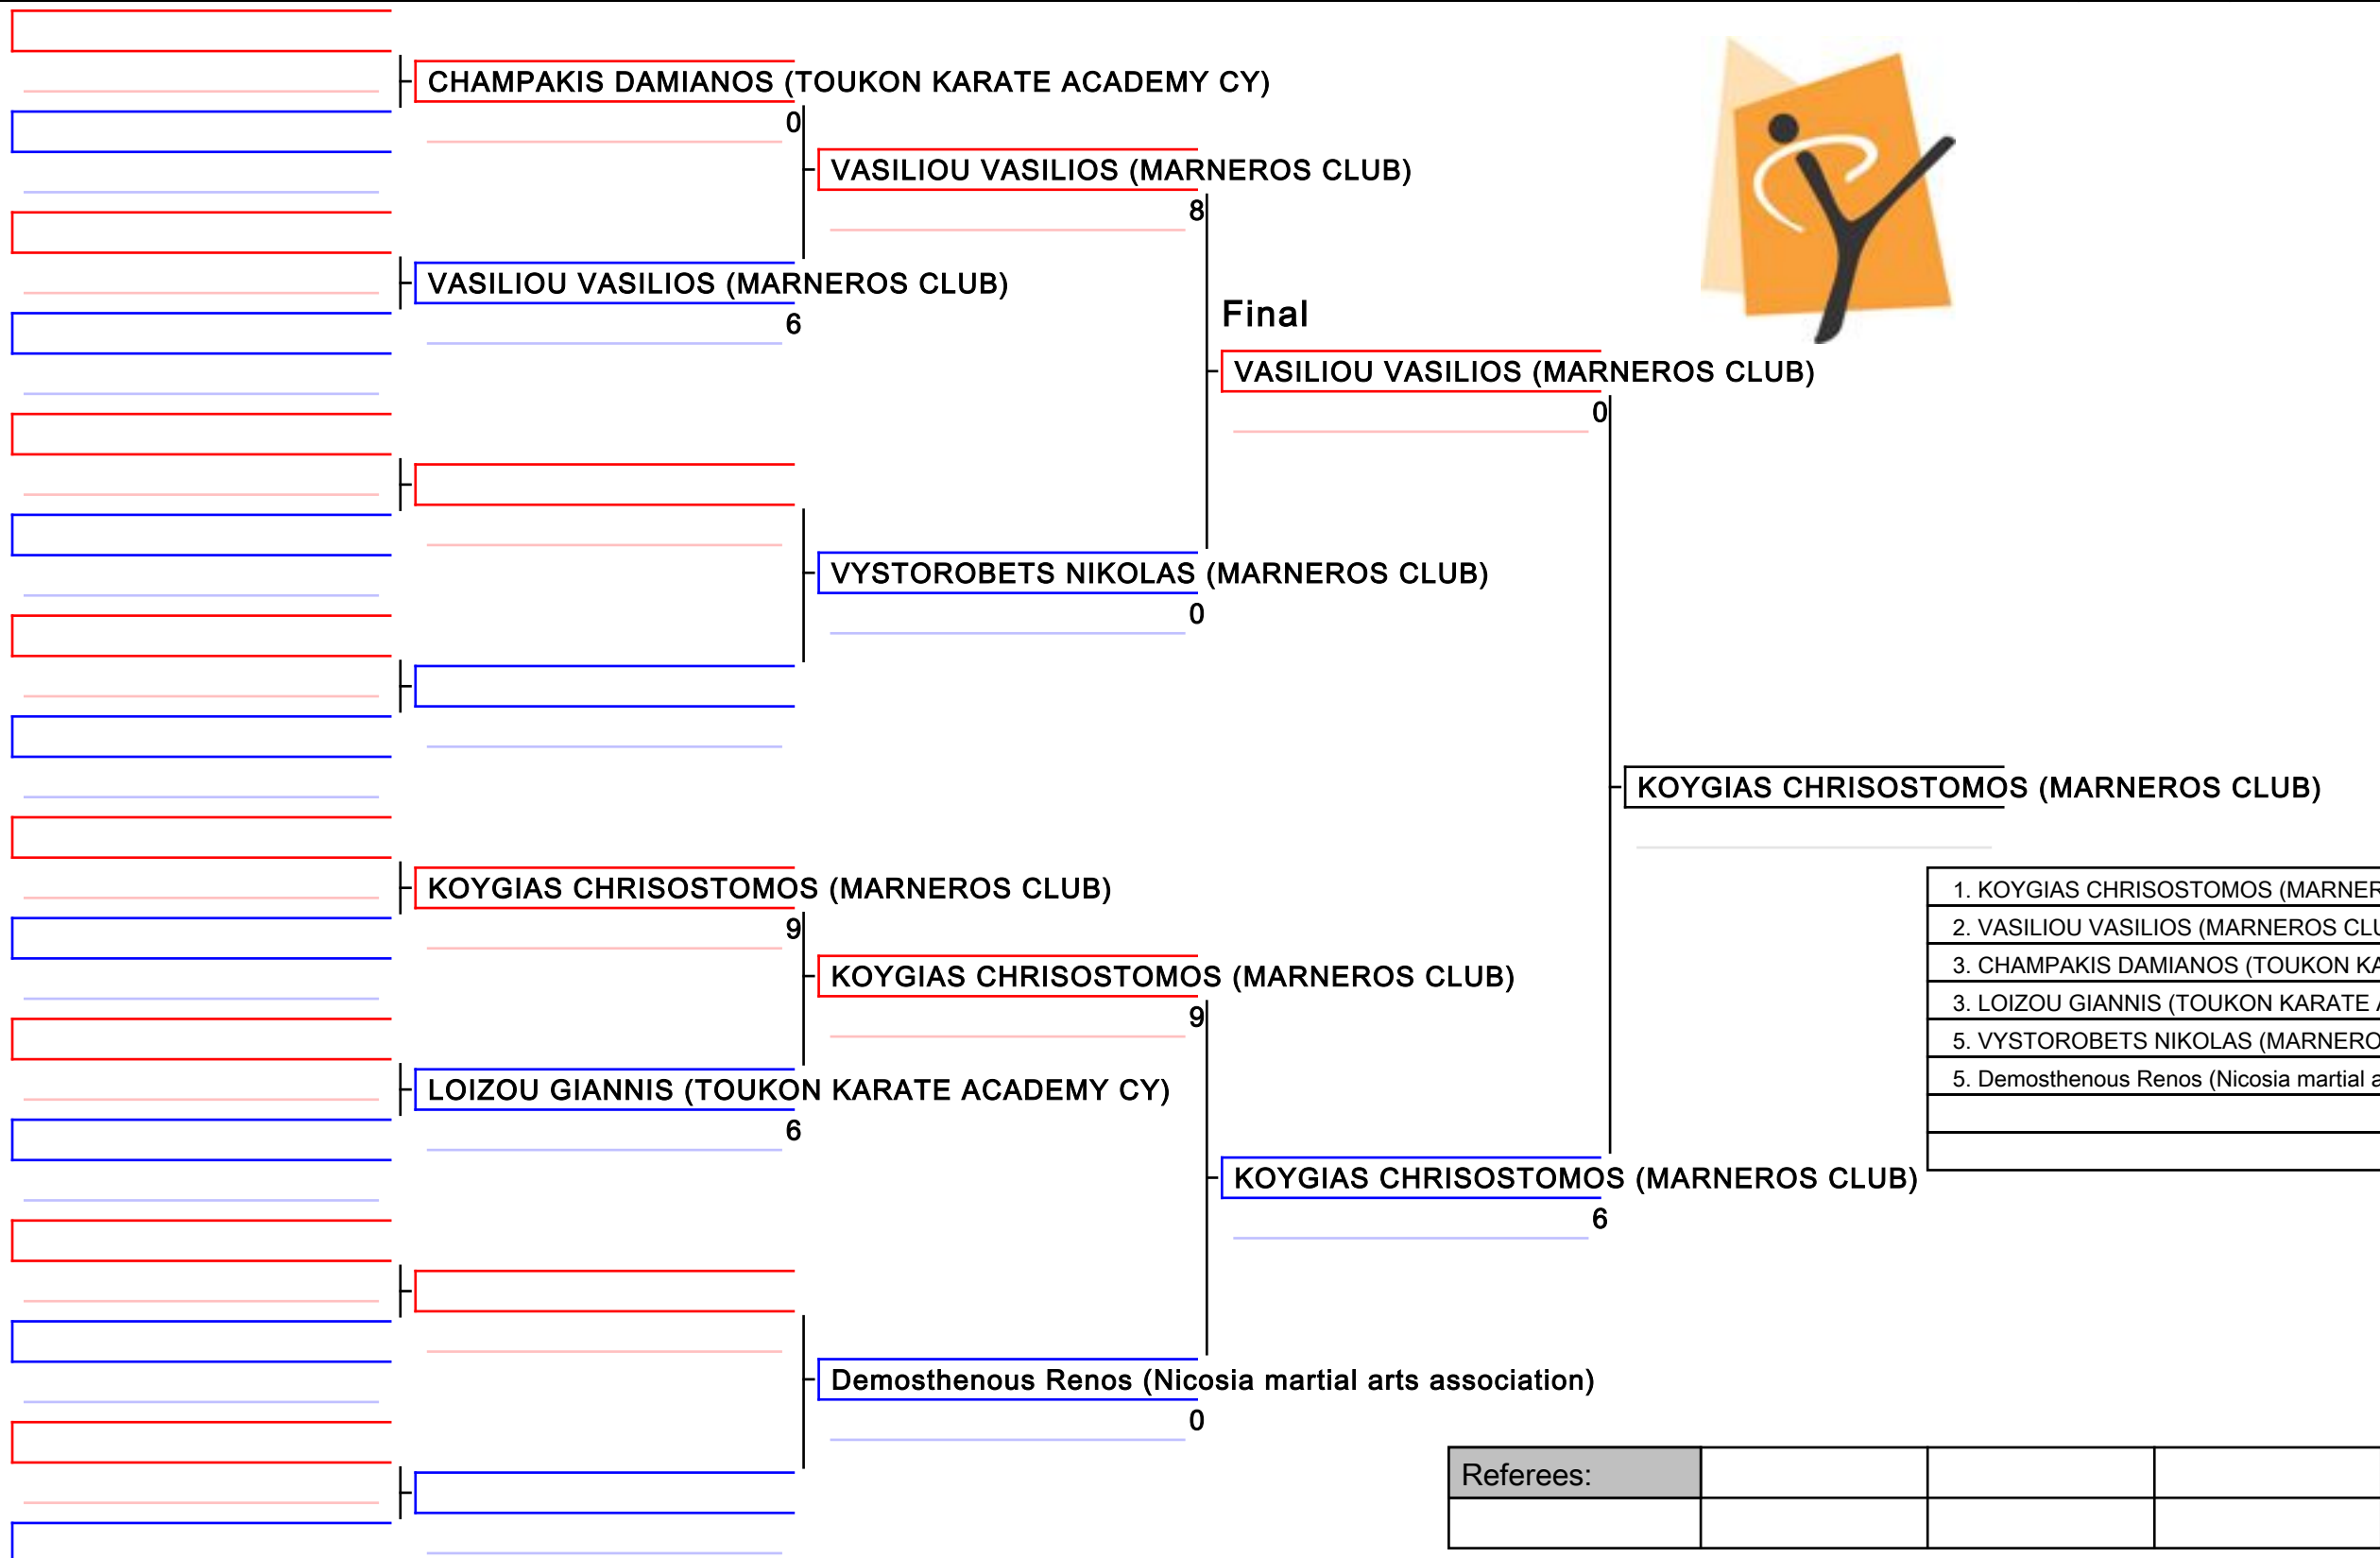 CHAMPAKIS DAMIANOS (TOUKON KARATE ACADEMY CY)
0
VASILIOU VASILIOS (MARNEROS CLUB)
8
VASILIOU VASILIOS (MARNEROS CLUB)
6
Final
VASILIOU VASILIOS (MARNEROS CLUB)
0
VYSTOROBETS NIKOLAS (MARNEROS CLUB)
0
KOYGIAS CHRISOSTOMOS (MARNEROS CLUB)
KOYGIAS CHRISOSTOMOS (MARNEROS CLUB)
9
KOYGIAS CHRISOSTOMOS (MARNEROS CLUB)
9
LOIZOU GIANNIS (TOUKON KARATE ACADEMY CY)
6
KOYGIAS CHRISOSTOMOS (MARNEROS CLUB)
6
Demosthenous Renos (Nicosia martial arts association)
0
1. KOYGIAS CHRISOSTOMOS (MARNER
2. VASILIOU VASILIOS (MARNEROS CLU
3. CHAMPAKIS DAMIANOS (TOUKON KA
3. LOIZOU GIANNIS (TOUKON KARATE A
5. VYSTOROBETS NIKOLAS (MARNERO
5. Demosthenous Renos (Nicosia martial a
Referees: